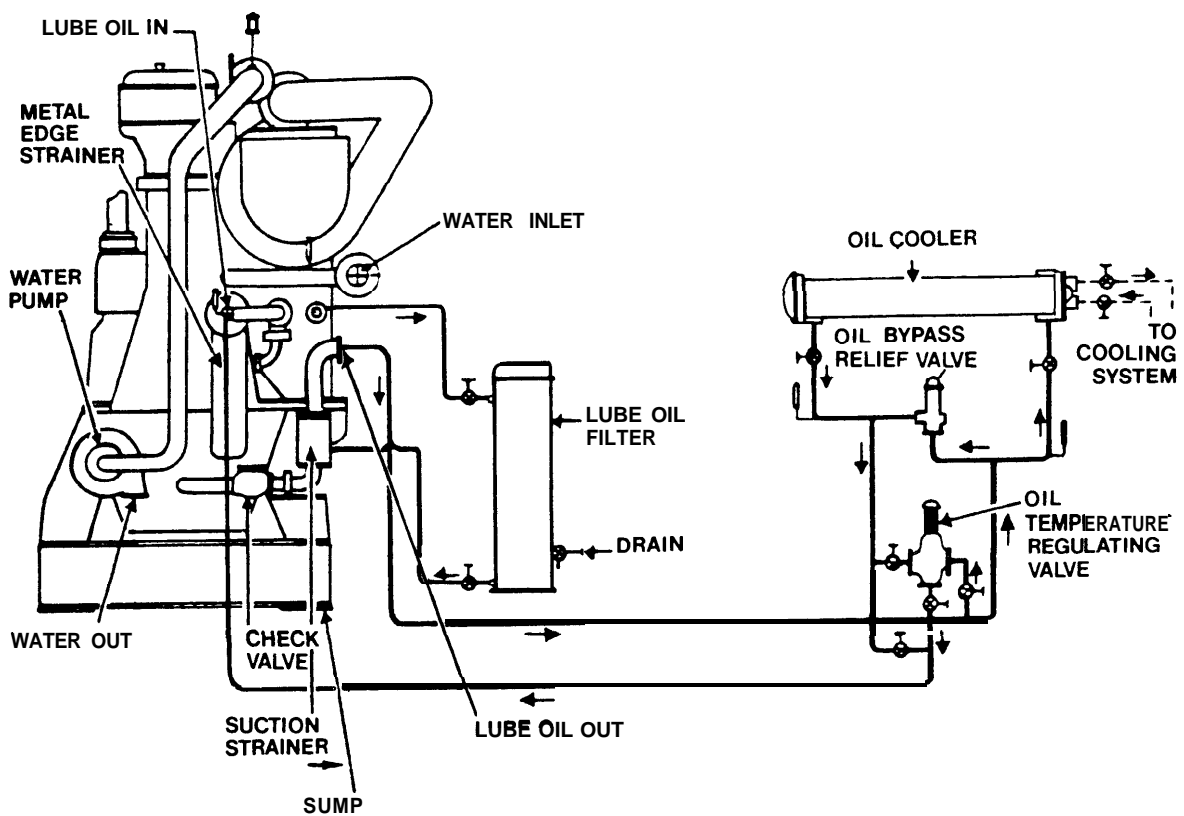 LUBE OIL IN
METAL
EDGE
STRAINER
WATER INLET
OIL COOLER
WATER
PUMP
OIL BYPASS
RELIEF VALVE
TO
COOLING
SYSTEM
LUBE OIL
FILTER
OIL
TEMPIERATURE
REGULATING
VALVE
DRAIN
WATER OUT
CHECK
VALVE
SUCTION
STRAINER
LUBE OIL OUT
SUMP